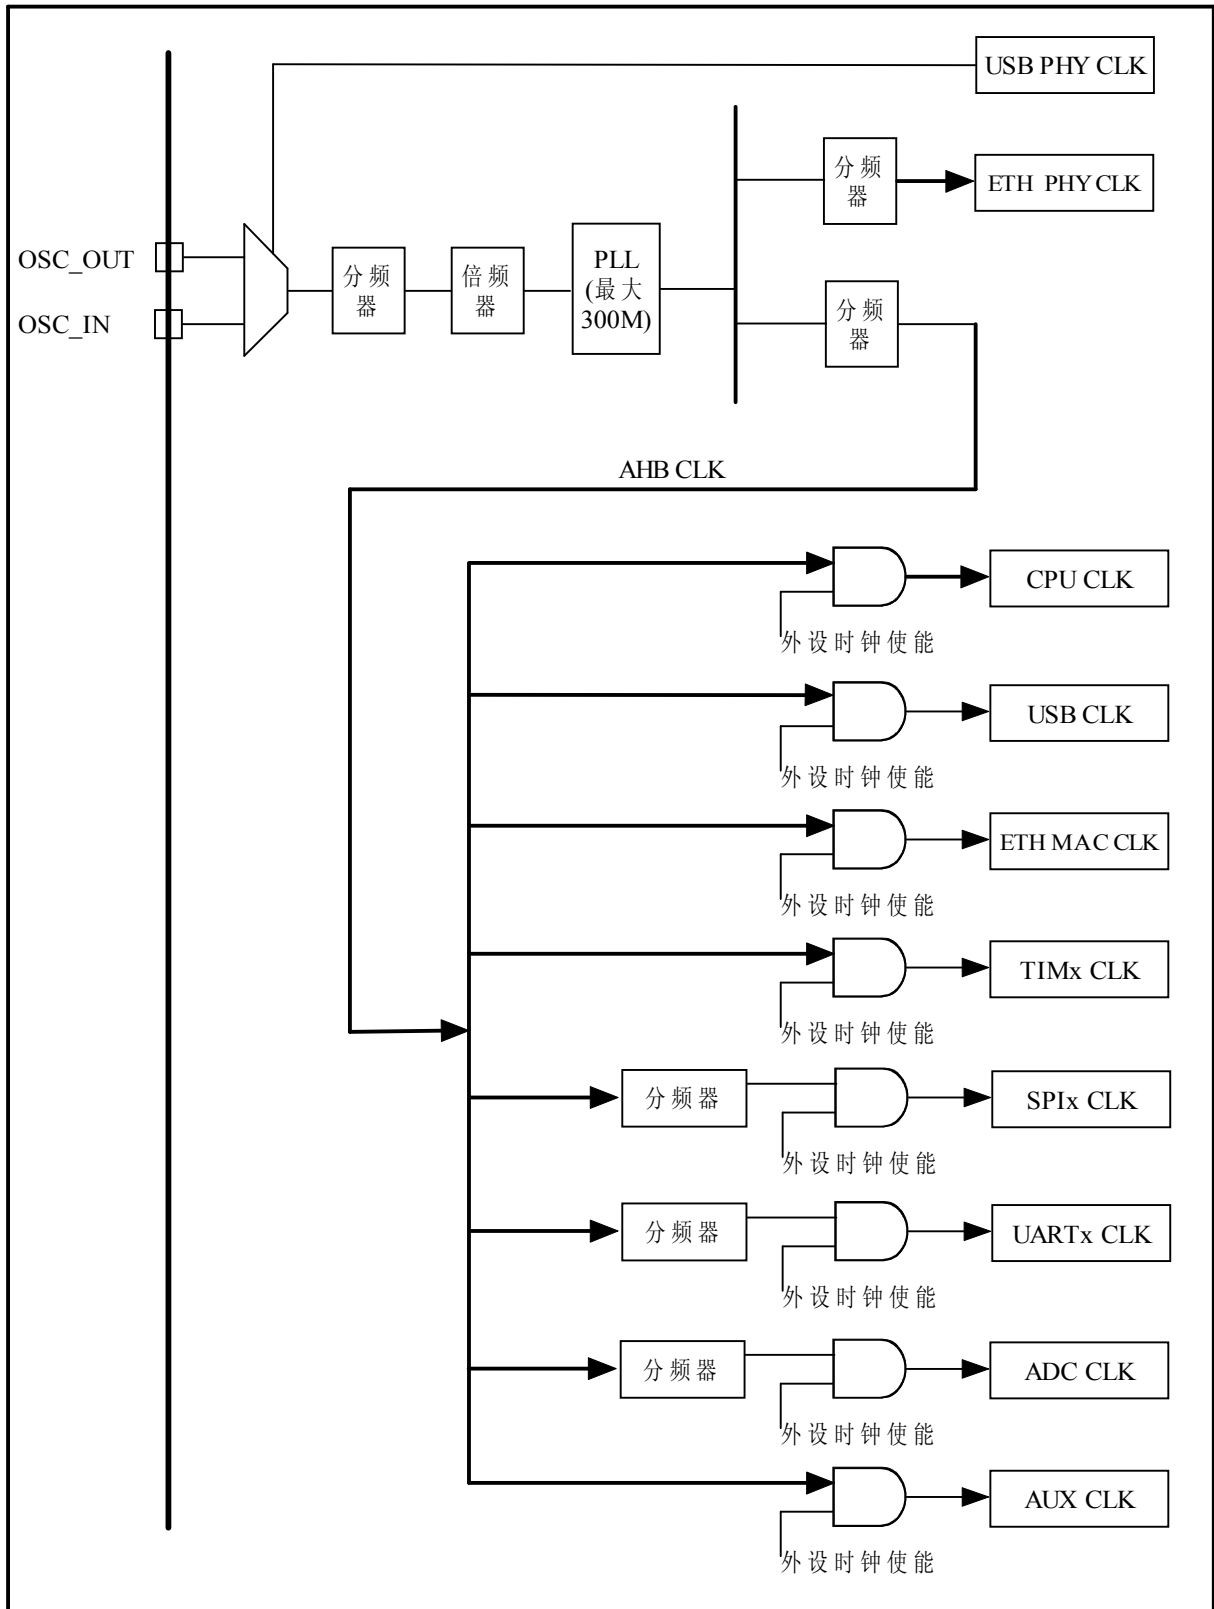 USB PHY CLK
分频
器
ETH PHY CLK
OSC_OUT
OSC_IN
分频
器
倍频
器
PLL
(最大
300M)
分频
器
AHB CLK
CPU CLK
外设时钟使能
USB CLK
外设时钟使能
ETH MAC CLK
外设时钟使能
TIMx CLK
外设时钟使能
分频器
SPIx CLK
外设时钟使能
分频器
UARTx CLK
外设时钟使能
分频器
ADC CLK
外设时钟使能
AUX CLK
外设时钟使能